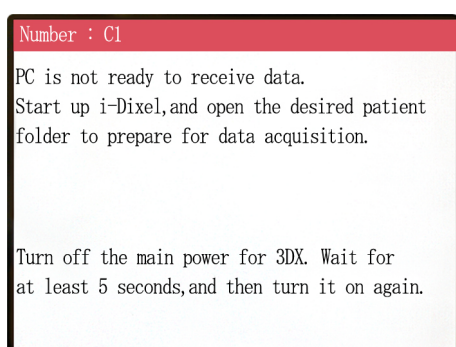 Number : C1
PC is not ready to receive data.
Start up i-Dixel,and open the desired patient
folder to prepare for data acquisition.
Turn off the main power for 3DX. Wait for
at least 5 seconds,and then turn it on again.